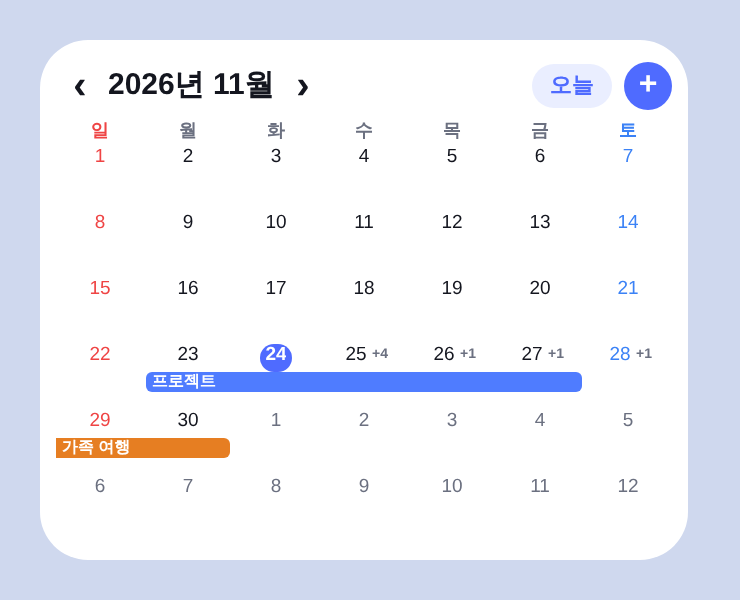 ‹ 2026년 11월 › 오늘 +
일 월 화 수 목 금 토
1 2 3 4 5 6 7
8 9 10 11 12 13 14
15 16 17 18 19 20 21
22 23 24 25 +4 26 +1 27 +1 28 +1
프로젝트
29 30 1 2 3 4 5
가족 여행
6 7 8 9 10 11 12